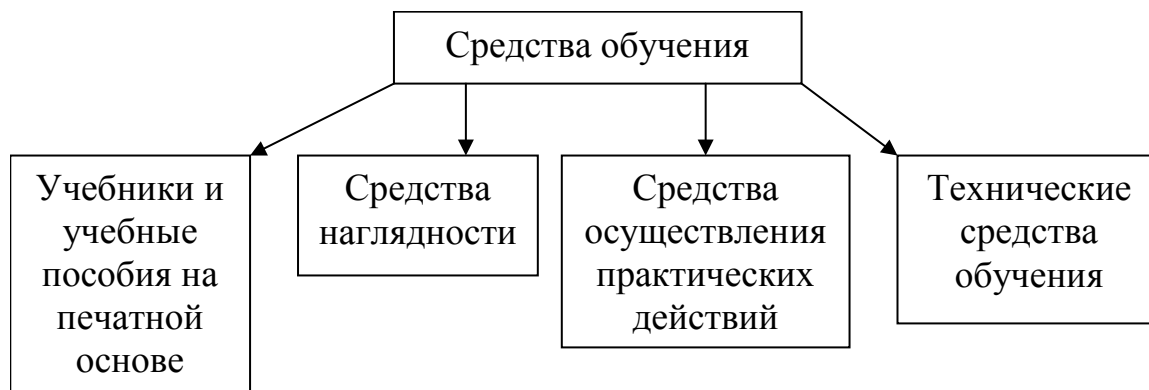 Средства обучения
Учебники и
учебные
пособия на
печатной
основе
Средства
наглядности
Средства
осуществления
практических
действий
Технические
средства
обучения